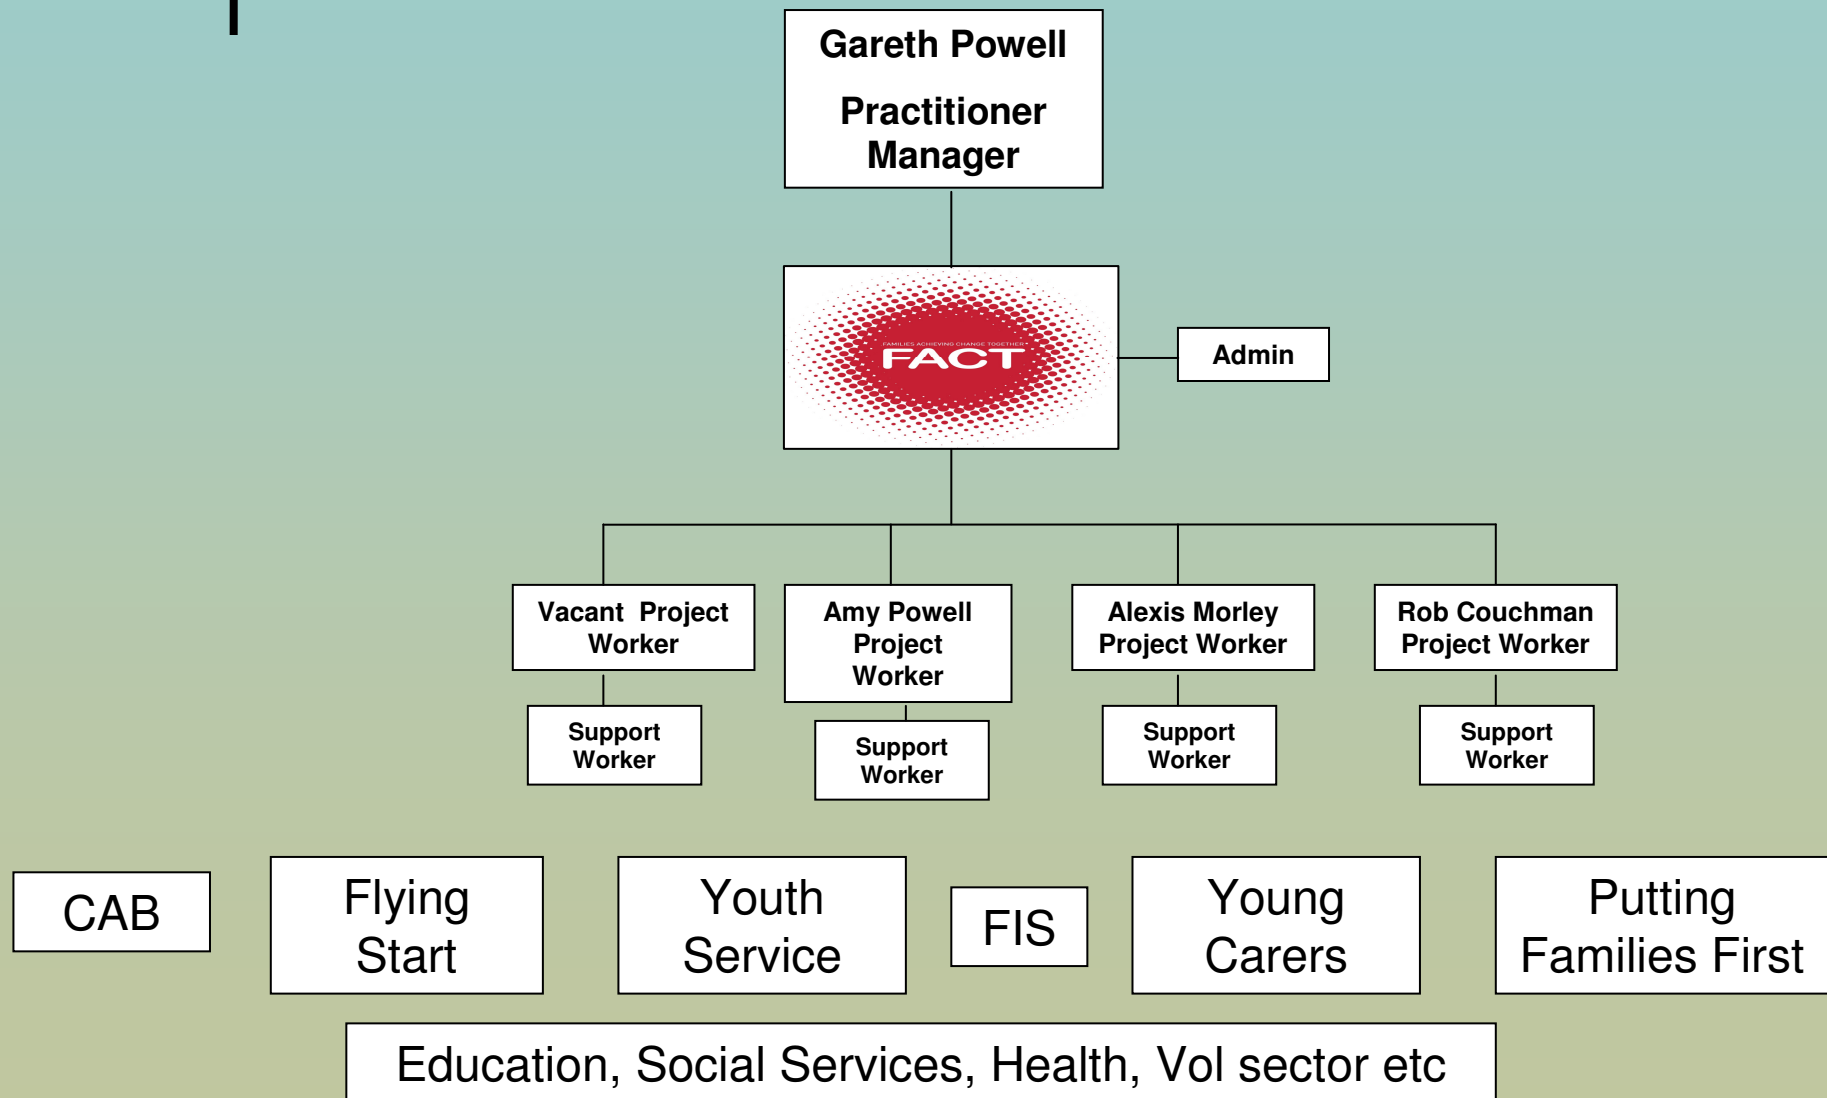 Gareth Powell
Practitioner
Manager
FAMILIES ACHIEVING CHANGE TOGETHER
FACT
Admin
Vacant Project
Worker
Amy Powell
Project
Worker
Alexis Morley
Project Worker
Rob Couchman
Project Worker
Support
Worker
Support
Worker
Support
Worker
Support
Worker
CAB
Flying
Start
Youth
Service
FIS
Young
Carers
Putting
Families First
Education, Social Services, Health, Vol sector etc